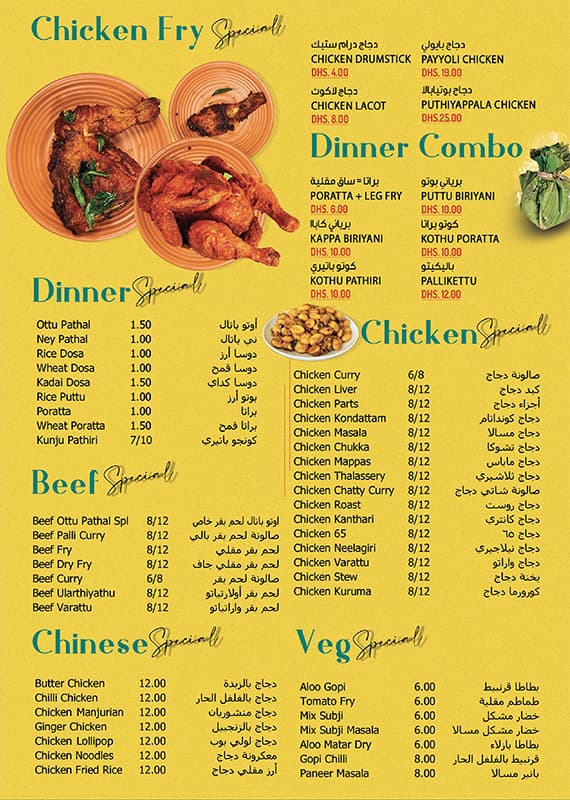 Chicken Fry Speciall
دجاج درام ستيك
CHICKEN DRUMSTICK
DHS. 4.00
دجاج بايولي
PAYYOLI CHICKEN
DHS. 19.00
دجاج لاكوت
CHICKEN LACOT
DHS. 8.00
دجاج بوتيابالا
PUTHIYAPPALA CHICKEN
DHS.25.00
Dinner Combo
براتا = ساق مقلية
PORATTA + LEG FRY
DHS. 6.00
برياني بوتو
PUTTU BIRIYANI
DHS. 10.00
برياني كابا
KAPPA BIRIYANI
DHS. 10.00
كوتو براتا
KOTHU PORATTA
DHS. 10.00
كوتو باتيري
KOTHU PATHIRI
DHS. 10.00
باليكيتو
PALLIKETTU
DHS. 12.00
Dinner Speciall
Ottu Pathal 1.50 أوتو باتال
Ney Pathal 1.00 ني باتال
Rice Dosa 1.00 دوسا أرز
Wheat Dosa 1.00 دوسا قمح
Kadai Dosa 1.50 دوسا كداي
Rice Puttu 1.00 بوتو أرز
Poratta 1.00 براتا
Wheat Poratta 1.50 براتا قمح
Kunju Pathiri 7/10 كونجو باتيري
Chicken Speciall
Chicken Curry 6/8 صالونة دجاج
Chicken Liver 8/12 كبد دجاج
Chicken Parts 8/12 أجزاء دجاج
Chicken Kondattam 8/12 دجاج كونداتام
Chicken Masala 8/12 دجاج مسالا
Chicken Chukka 8/12 دجاج تشوكا
Chicken Mappas 8/12 دجاج ماباس
Chicken Thalassery 8/12 دجاج ثلاشيري
Chicken Chatty Curry 8/12 صالونة شاتي دجاج
Chicken Roast 8/12 دجاج روست
Chicken Kanthari 8/12 دجاج كانتري
Chicken 65 8/12 دجاج ٦٥
Chicken Neelagiri 8/12 دجاج نيلاجيري
Chicken Varattu 8/12 دجاج واراتو
Chicken Stew 8/12 يخنة دجاج
Chicken Kuruma 8/12 كورورما دجاج
Beef Speciall
Beef Ottu Pathal Spl 8/12 اوتو باتال لحم بقر خاص
Beef Palli Curry 8/12 صالونة لحم بقر بالي
Beef Fry 8/12 لحم بقر مقلي
Beef Dry Fry 8/12 لحم بقر مقلي جاف
Beef Curry 6/8 صالونة لحم بقر
Beef Ularthiyathu 8/12 لحم بقر أولارتياتو
Beef Varattu 8/12 لحم بقر واراتياتو
Chinese Speciall
Butter Chicken 12.00 دجاج بالزبدة
Chilli Chicken 12.00 دجاج بالفلفل الحار
Chicken Manjurian 12.00 دجاج منشوريان
Ginger Chicken 12.00 دجاج بالزنجبيل
Chicken Lollipop 12.00 دجاج لولي بوب
Chicken Noodles 12.00 معكرونة دجاج
Chicken Fried Rice 12.00 أرز مقلي دجاج
Veg Speciall
Aloo Gopi 6.00 بطاطا قرنبيط
Tomato Fry 6.00 طماطم مقلية
Mix Subji 6.00 خضار مشكل
Mix Subji Masala 6.00 خضار مشكل مسالا
Aloo Matar Dry 6.00 بطاطا بازلاء
Gopi Chilli 8.00 قرنبيط بالفلفل الحار
Paneer Masala 8.00 بانير مسالا